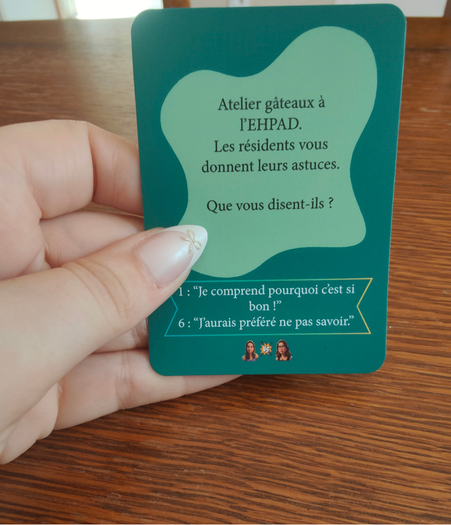 Atelier gâteaux à
l'EHPAD.
Les résidents vous
donnent leurs astuces.
Que vous disent-ils ?
1 : “Je comprend pourquoi c'est si
bon !”
6 : “J'aurais préféré ne pas savoir.”